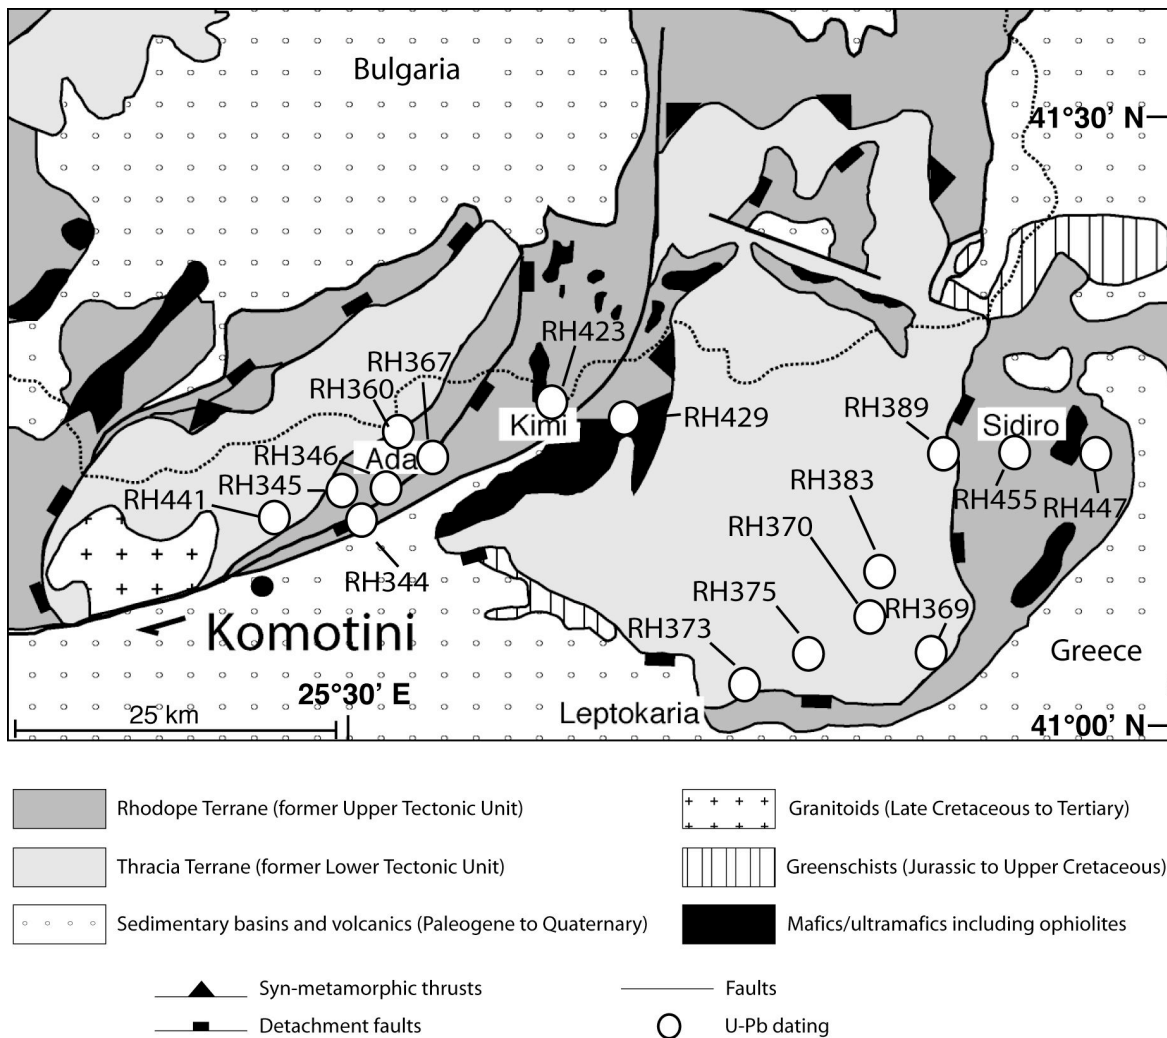 Bulgaria
41°30’ N
RH423
RH367
RH360
RH429
RH389
Kimi
Sidiro
RH346
Ada
RH441
RH345
RH383
RH455
RH447
RH370
RH344
RH375
RH369
RH373
Komotini
Greece
25°30’ E
Leptokaria
25 km
41°00’ N
Rhodope Terrane (former Upper Tectonic Unit)
Granitoids (Late Cretaceous to Tertiary)
Thracia Terrane (former Lower Tectonic Unit)
Greenschists (Jurassic to Upper Cretaceous)
Sedimentary basins and volcanics (Paleogene to Quaternary)
Mafics/ultramafics including ophiolites
Syn-metamorphic thrusts
Faults
Detachment faults
U-Pb dating